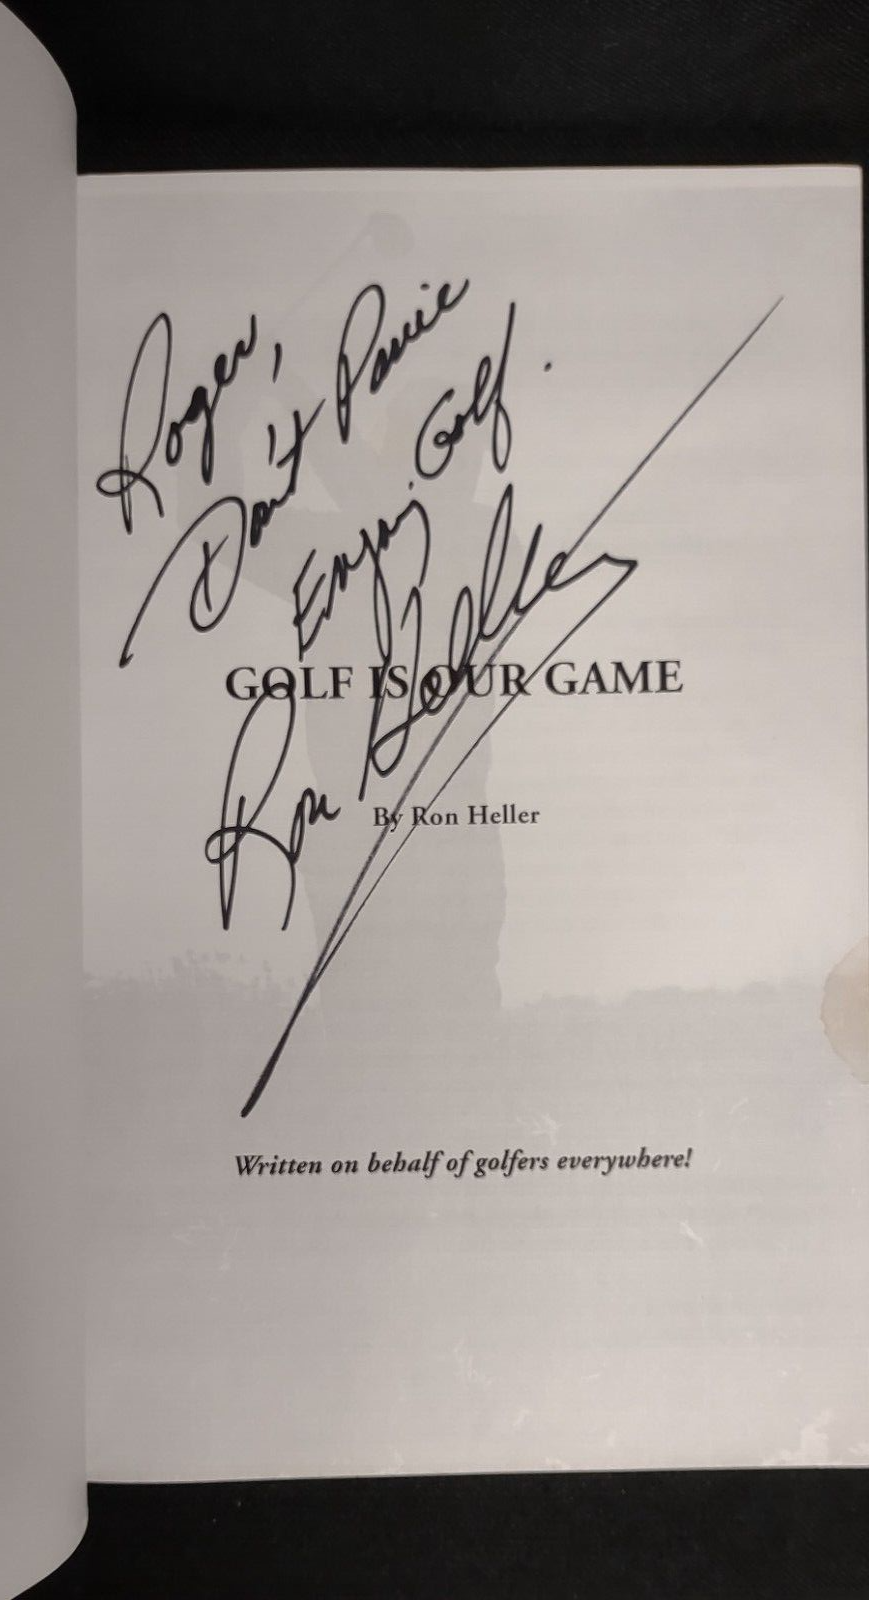 Roger,
Don't Panic
Enjoy Golf.
Ron Heller
GOLF IS OUR GAME
By Ron Heller
Written on behalf of golfers everywhere!